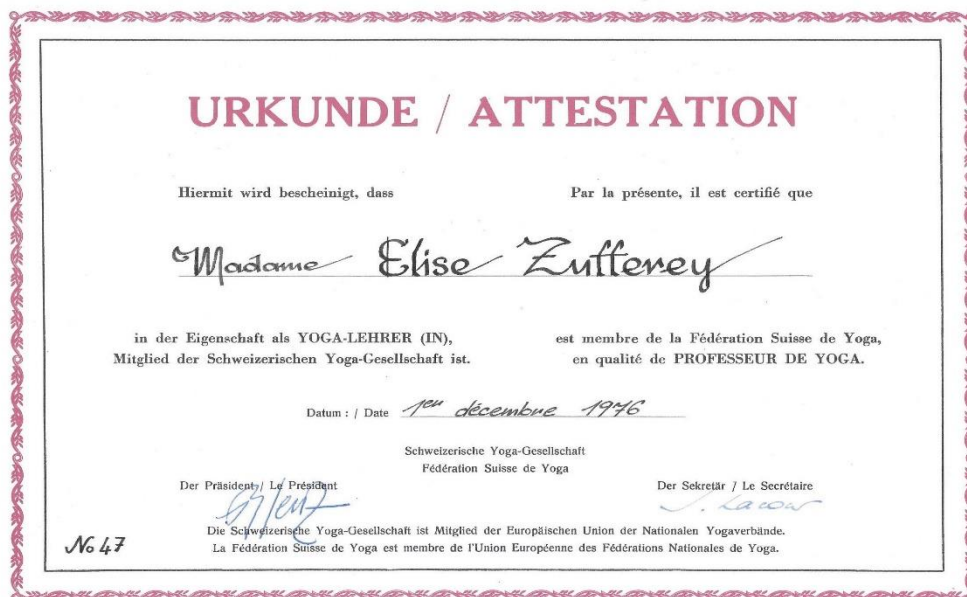 URKUNDE / ATTESTATION
Hiermit wird bescheinigt, dass
Par la présente, il est certifié que
Madame Elise Zufferey
in der Eigenschaft als YOGA-LEHRER (IN),
Mitglied der Schweizerischen Yoga-Gesellschaft ist.
est membre de la Fédération Suisse de Yoga,
en qualité de PROFESSEUR DE YOGA.
Datum : / Date 1er décembre 1976
Schweizerische Yoga-Gesellschaft
Fédération Suisse de Yoga
Der Präsident / Le Président
Der Sekretär / Le Secrétaire
Die Schweizerische Yoga-Gesellschaft ist Mitglied der Europäischen Union der Nationalen Yogaverbände.
La Fédération Suisse de Yoga est membre de l'Union Européenne des Fédérations Nationales de Yoga.
No 47